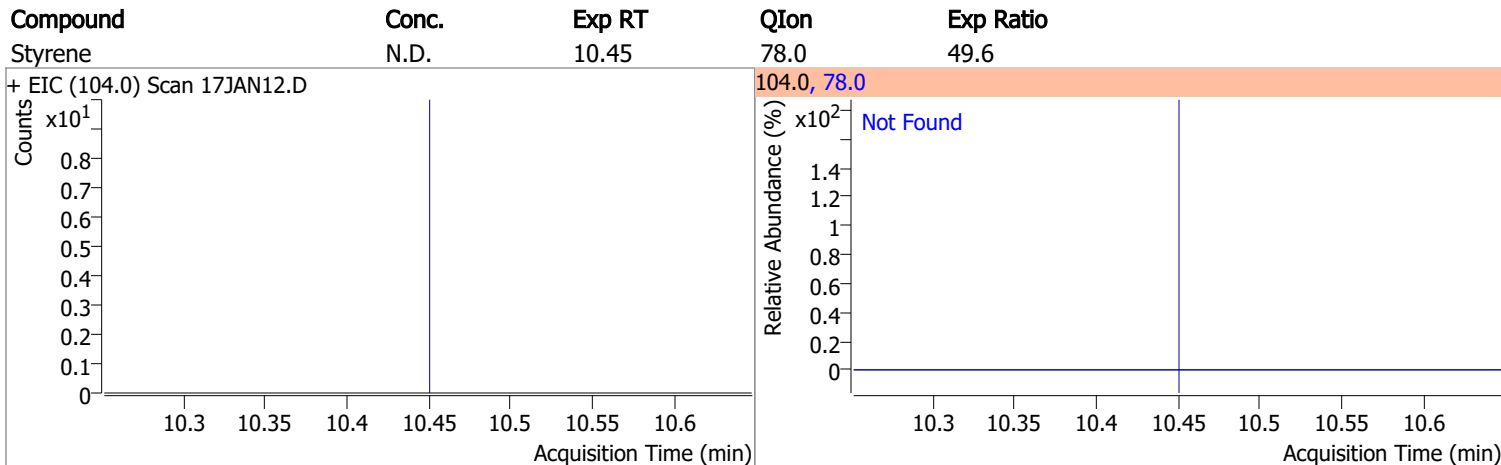 Compound Conc. Exp RT QIon Exp Ratio
Styrene N.D. 10.45 78.0 49.6
+ EIC (104.0) Scan 17JAN12.D
Counts
x10¹
0.8
0.7
0.6
0.5
0.4
0.3
0.2
0.1
0
10.3 10.35 10.4 10.45 10.5 10.55 10.6
Acquisition Time (min)
104.0, 78.0
Relative Abundance (%)
x10²
Not Found
1.4
1.2
1
0.8
0.6
0.4
0.2
0
10.3 10.35 10.4 10.45 10.5 10.55 10.6
Acquisition Time (min)